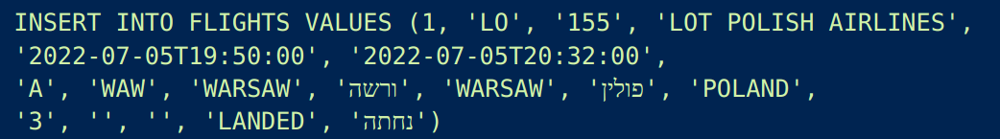 INSERT INTO FLIGHTS VALUES (1, 'LO', '155', 'LOT POLISH AIRLINES',
'2022-07-05T19:50:00', '2022-07-05T20:32:00',
'A', 'WAW', 'WARSAW', 'ורשה', 'WARSAW', 'פולין', 'POLAND',
'3', '', '', 'LANDED', 'נחתה')